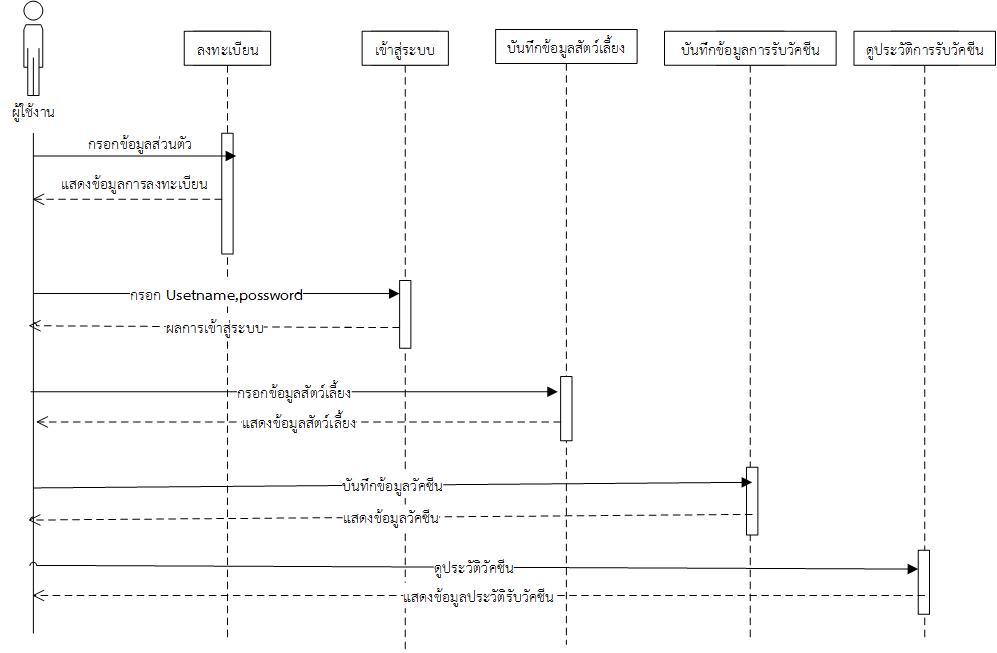 ลงทะเบียน
เข้าสู่ระบบ
บันทึกข้อมูลสัตว์เลี้ยง
บันทึกข้อมูลการรับวัคซีน
ดูประวัติการรับวัคซีน
ผู้ใช้งาน
กรอกข้อมูลส่วนตัว
แสดงข้อมูลการลงทะเบียน
กรอก Usetname,possword
ผลการเข้าสู่ระบบ
กรอกข้อมูลสัตว์เลี้ยง
แสดงข้อมูลสัตว์เลี้ยง
บันทึกข้อมูลวัคซีน
แสดงข้อมูลวัคซีน
ดูประวัติวัคซีน
แสดงข้อมูลประวัติรับวัคซีน